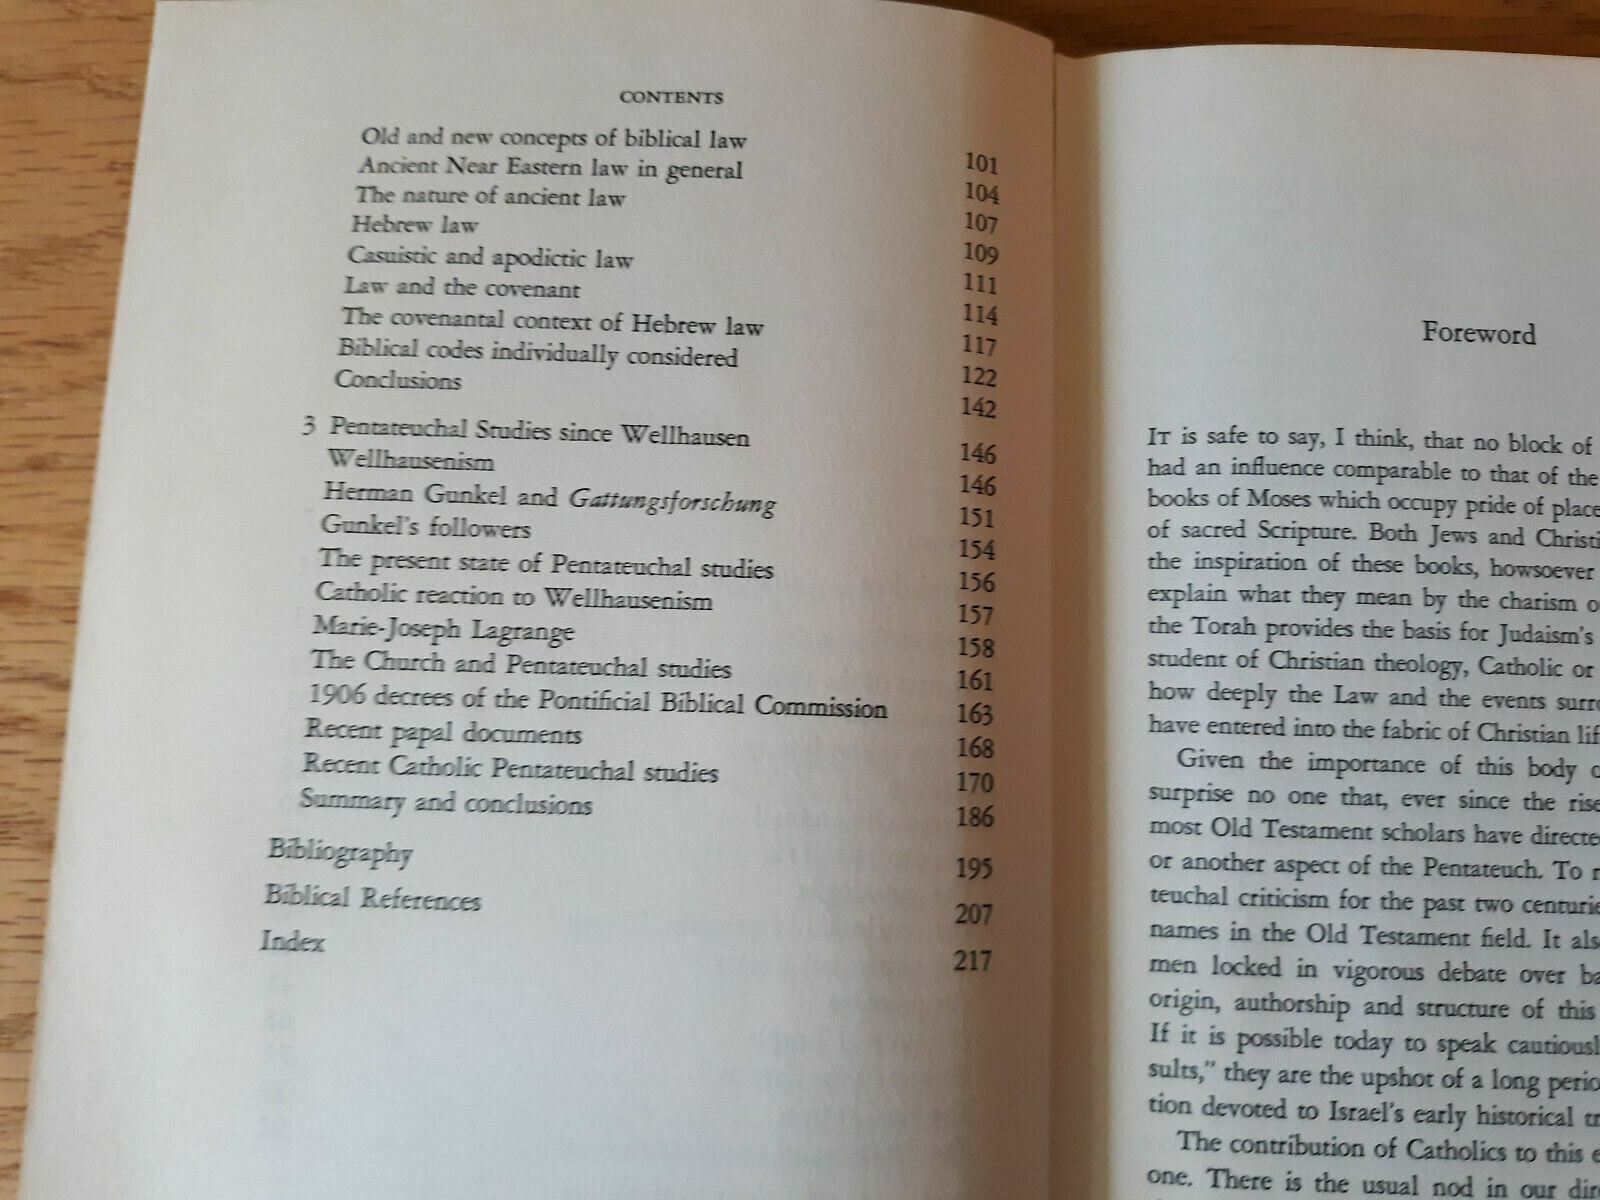 CONTENTS
Old and new concepts of biblical law 101
Ancient Near Eastern law in general 104
The nature of ancient law 107
Hebrew law 109
Casuistic and apodictic law 111
Law and the covenant 114
The covenantal context of Hebrew law 117
Biblical codes individually considered 122
Conclusions 142
3 Pentateuchal Studies since Wellhausen 146
Wellhausenism 146
Herman Gunkel and Gattungsforschung 151
Gunkel's followers 154
The present state of Pentateuchal studies 156
Catholic reaction to Wellhausenism 157
Marie-Joseph Lagrange 158
The Church and Pentateuchal studies 161
1906 decrees of the Pontificial Biblical Commission 163
Recent papal documents 168
Recent Catholic Pentateuchal studies 170
Summary and conclusions 186
Bibliography 195
Biblical References 207
Index 217
Foreword
IT is safe to say, I think, that no block of
had an influence comparable to that of the
books of Moses which occupy pride of place
of sacred Scripture. Both Jews and Christi
the inspiration of these books, howsoever
explain what they mean by the charism o
the Torah provides the basis for Judaism's
student of Christian theology, Catholic or
how deeply the Law and the events surro
have entered into the fabric of Christian lif
Given the importance of this body o
surprise no one that, ever since the rise
most Old Testament scholars have directe
or another aspect of the Pentateuch. To r
teuchal criticism for the past two centurie
names in the Old Testament field. It als
men locked in vigorous debate over ba
origin, authorship and structure of this
If it is possible today to speak cautiousl
sults," they are the upshot of a long perio
tion devoted to Israel's early historical tr
The contribution of Catholics to this e
one. There is the usual nod in our dir